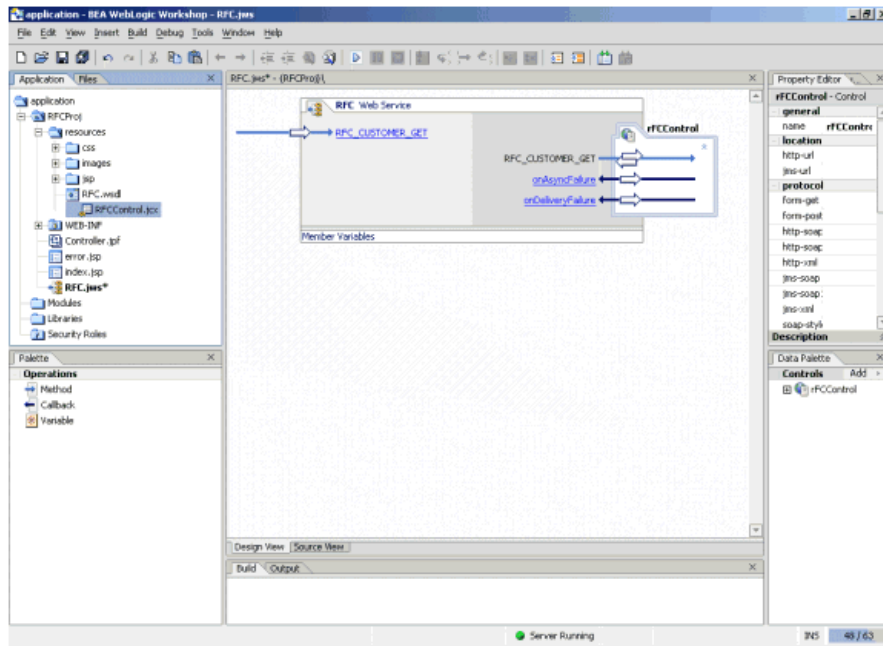 application - BEA WebLogic Workshop - RFC.jws
File Edit View Insert Build Debug Tools Window Help
Application Files
application
RFCProj
resources
css
images
jsp
RFC.wsdl
RFCControl.jcx
WEB-INF
Controller.jpf
error.jsp
index.jsp
RFC.jws*
Modules
Libraries
Security Roles
Palette
Operations
Method
Callback
Variable
RFC.jws* - {RFCProj}\
RFC Web Service
RFC_CUSTOMER_GET
rFCControl
RFC_CUSTOMER_GET
onAsyncFailure
onDeliveryFailure
Member Variables
Design View Source View
Build Output
Property Editor
rFCControl - Control
general
name rFCContro
location
http-url
jms-url
protocol
form-get
form-post
http-soap
http-soap
http-xml
jms-soap
jms-soap:
jms-xml
soap-style
Description
Data Palette
Controls Add
rFCControl
Server Running
INS 48 / 63